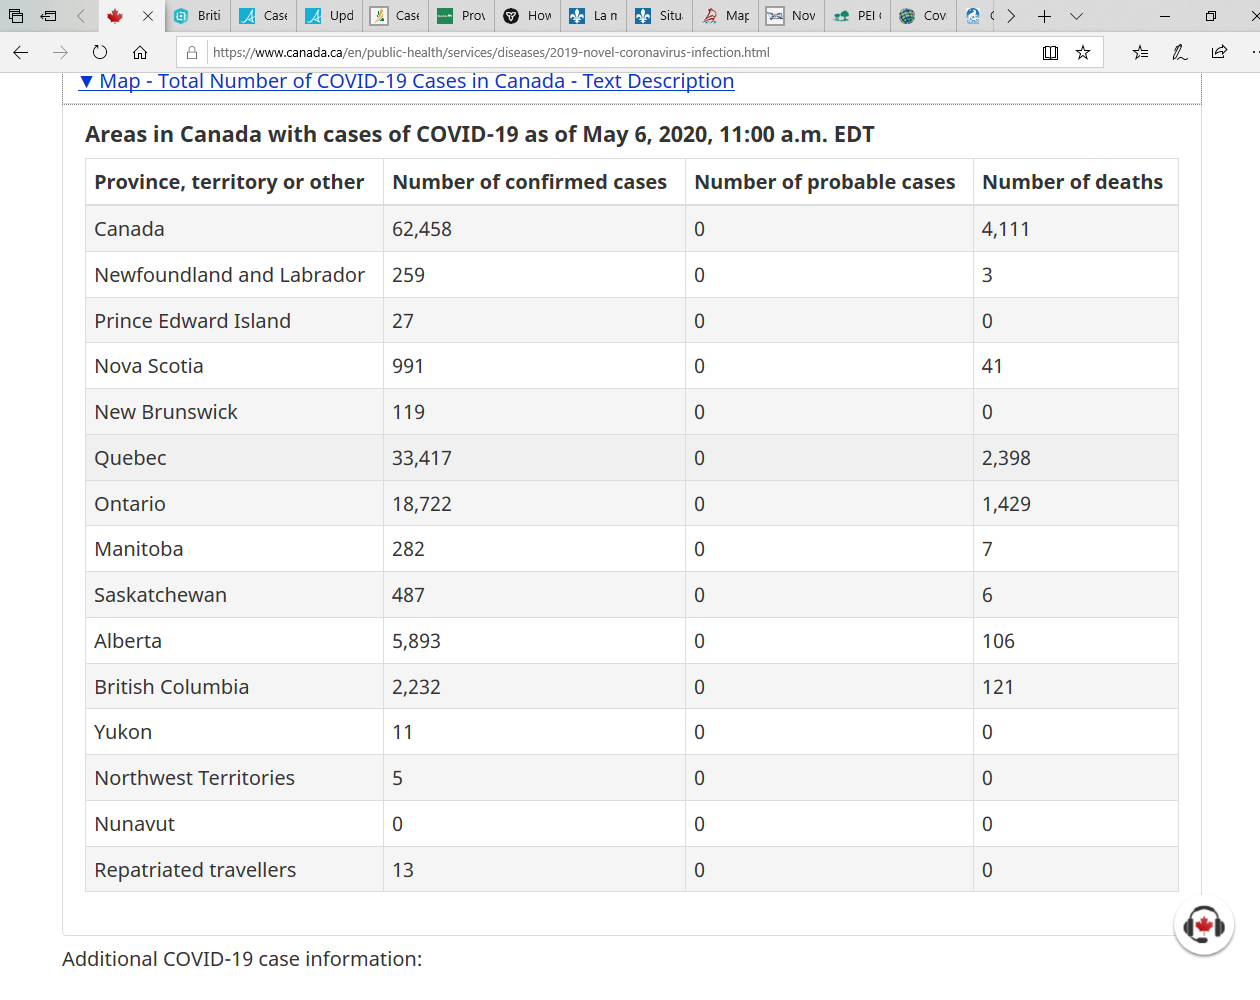 Briti Case Upd Case Prov How La m Situ Map Nov PEI Cov
https://www.canada.ca/en/public-health/services/diseases/2019-novel-coronavirus-infection.html
▼ Map - Total Number of COVID-19 Cases in Canada - Text Description
Areas in Canada with cases of COVID-19 as of May 6, 2020, 11:00 a.m. EDT
Province, territory or other Number of confirmed cases Number of probable cases Number of deaths
Canada 62,458 0 4,111
Newfoundland and Labrador 259 0 3
Prince Edward Island 27 0 0
Nova Scotia 991 0 41
New Brunswick 119 0 0
Quebec 33,417 0 2,398
Ontario 18,722 0 1,429
Manitoba 282 0 7
Saskatchewan 487 0 6
Alberta 5,893 0 106
British Columbia 2,232 0 121
Yukon 11 0 0
Northwest Territories 5 0 0
Nunavut 0 0 0
Repatriated travellers 13 0 0
Additional COVID-19 case information: